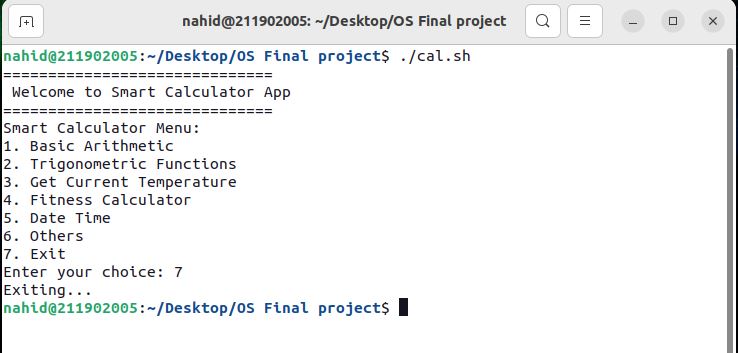 nahid@211902005: ~/Desktop/OS Final project
nahid@211902005:~/Desktop/OS Final project$ ./cal.sh
==============================
 Welcome to Smart Calculator App
==============================
Smart Calculator Menu:
1. Basic Arithmetic
2. Trigonometric Functions
3. Get Current Temperature
4. Fitness Calculator
5. Date Time
6. Others
7. Exit
Enter your choice: 7
Exiting...
nahid@211902005:~/Desktop/OS Final project$